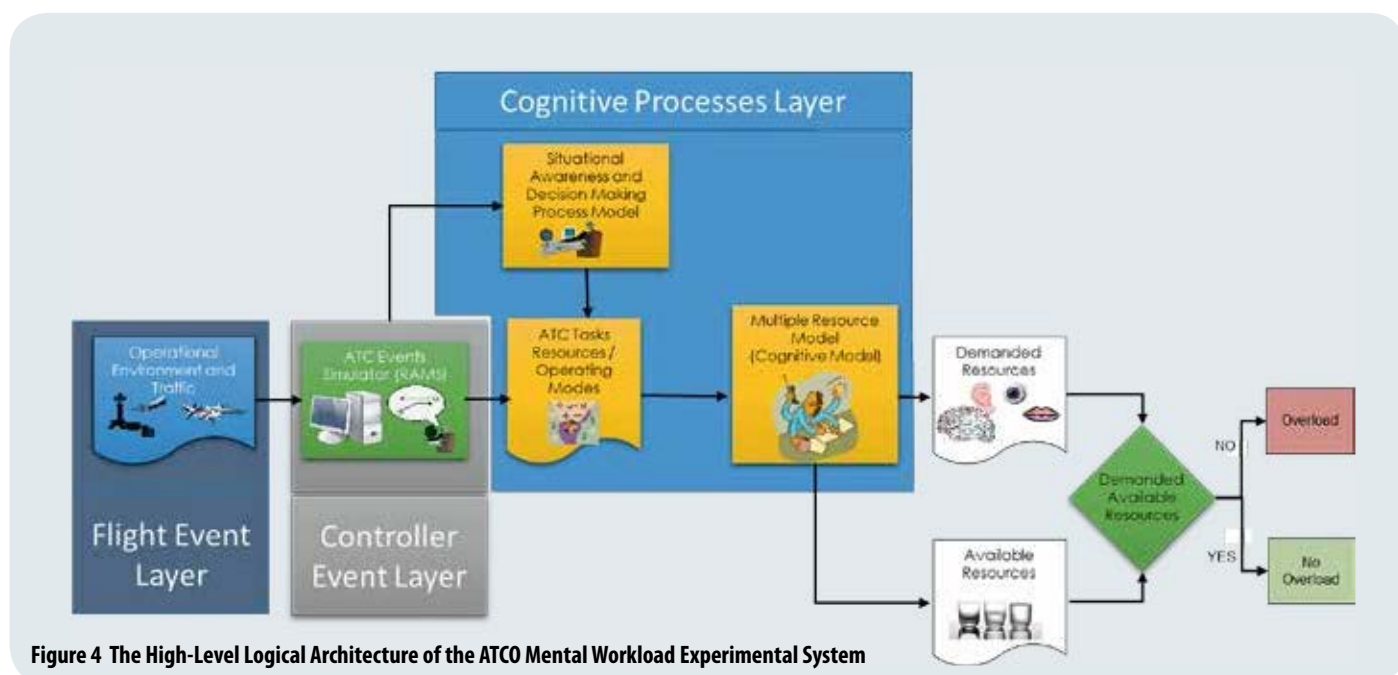 Cognitive Processes Layer
Situational
Awareness and
Decision Making
Process Model
Operational
Environment and
Traffic
ATC Events
Simulator (RAMS)
ATC Tasks
Resources /
Operating
Modes
Multiple Resource
Model
(Cognitive Model)
Demanded
Resources
Overload
NO
Demanded
Available
Resources
YES
No
Overload
Available
Resources
Flight Event
Layer
Controller
Event Layer
Figure 4 The High-Level Logical Architecture of the ATCO Mental Workload Experimental System